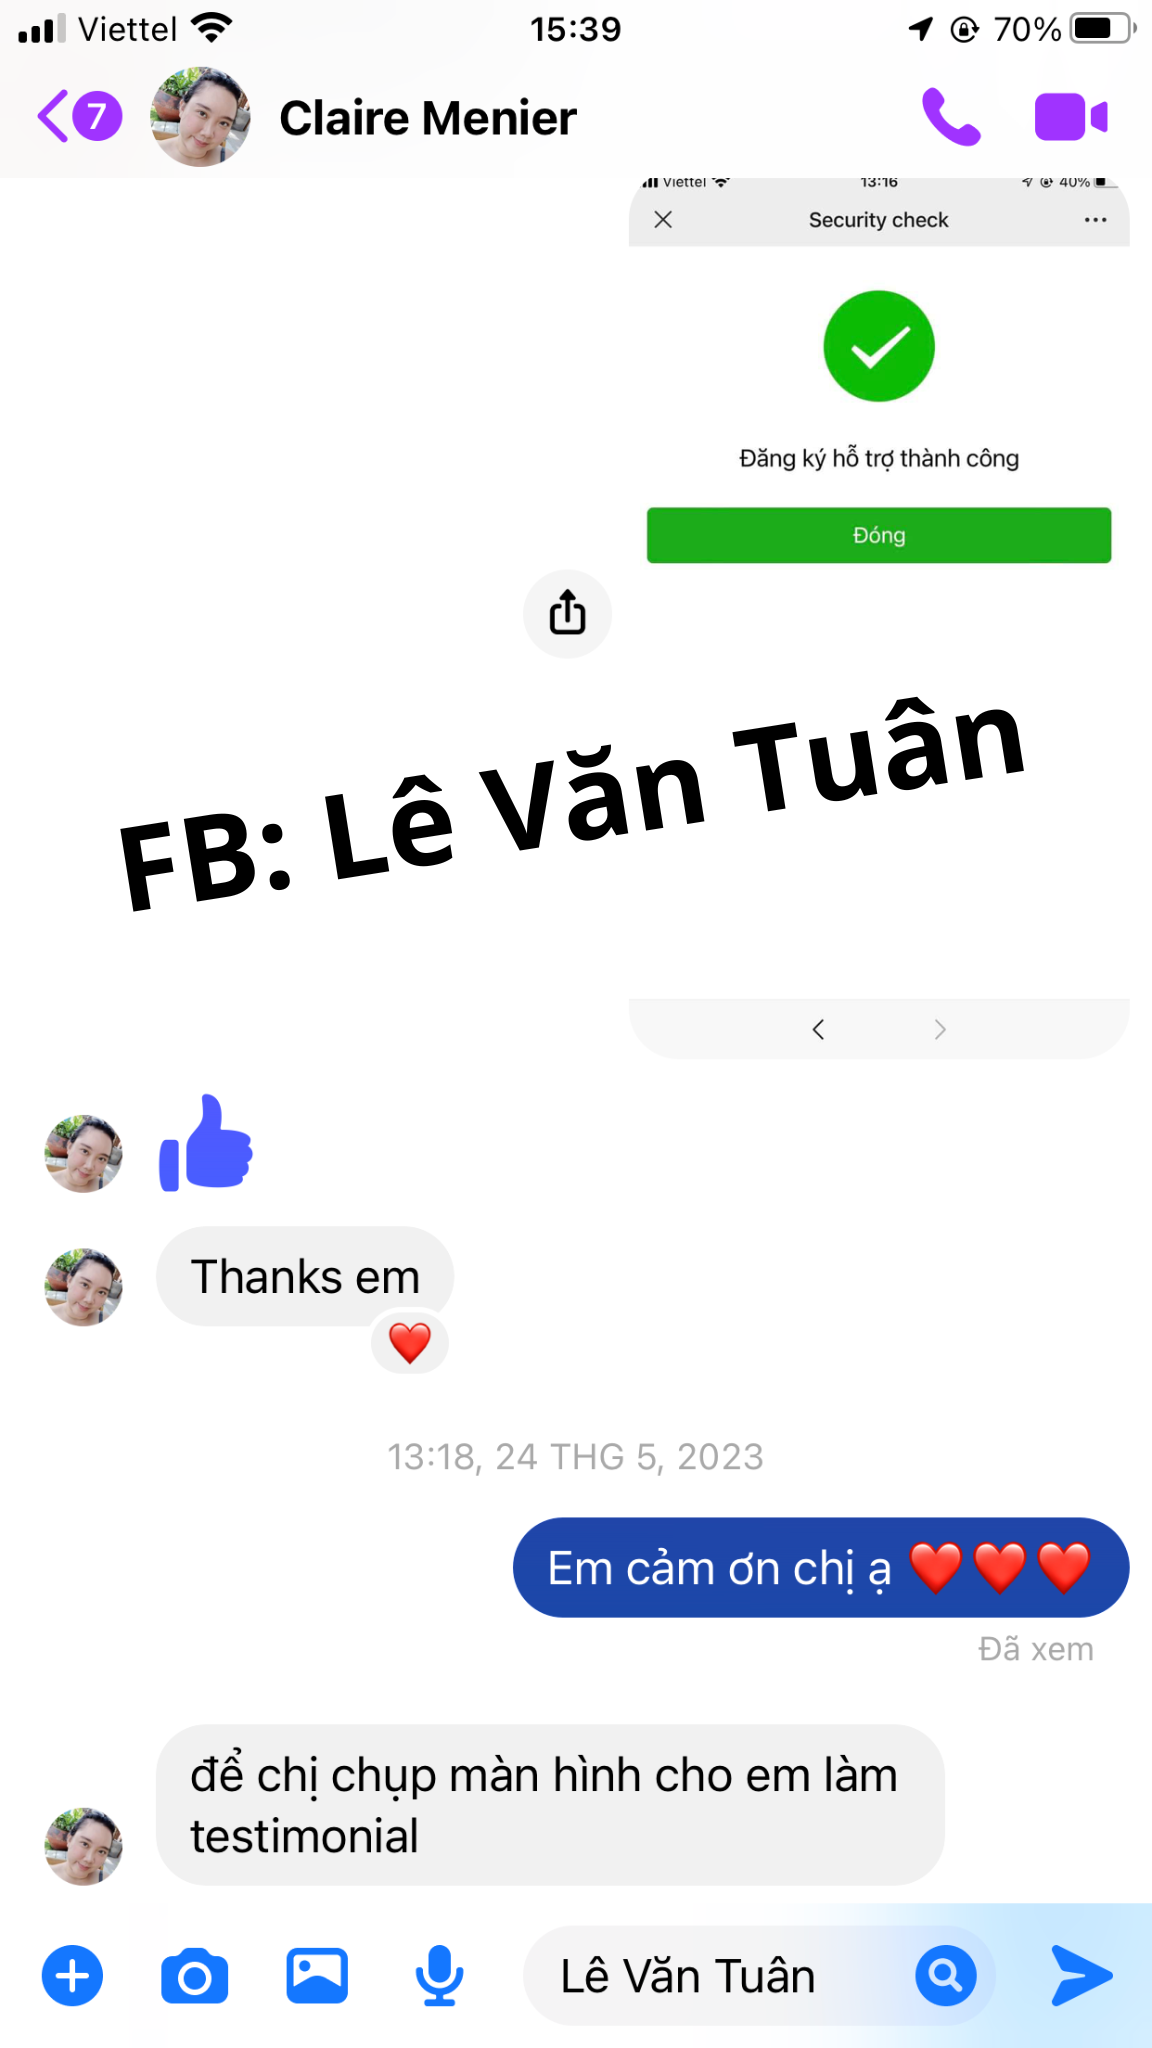 Viettel
15:39
70%
7
Claire Menier
Viettel
13:16
40%
Security check
Đăng ký hỗ trợ thành công
Đóng
FB: Lê Văn Tuân
Thanks em
13:18, 24 THG 5, 2023
Em cảm ơn chị ạ ❤️❤️❤️
Đã xem
để chị chụp màn hình cho em làm
testimonial
Lê Văn Tuân